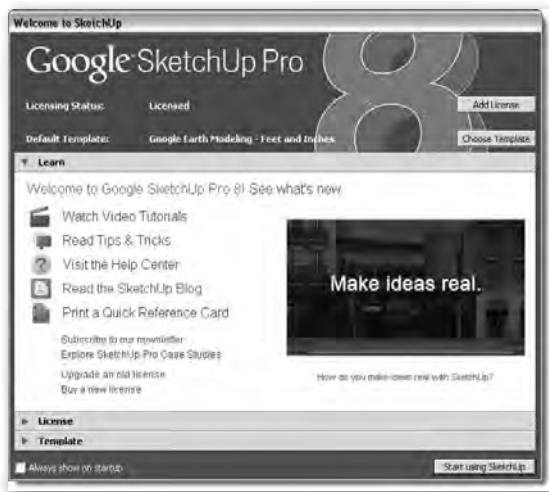 Welcome to SketchUp
Google SketchUp Pro 8
Licensing Status: Licensed Add License
Default Template: Google Earth Modeling - Feet and Inches Choose Template
Learn
Welcome to Google SketchUp Pro 8! See what's new
Watch Video Tutorials
Read Tips & Tricks
Visit the Help Center
Read the SketchUp Blog
Print a Quick Reference Card
Subscribe to our newsletter
Explore SketchUp Pro Case Studies
Upgrade an old license
Buy a new license
Make ideas real.
How do you make ideas real with SketchUp?
License
Template
Always show on startup
Start using SketchUp